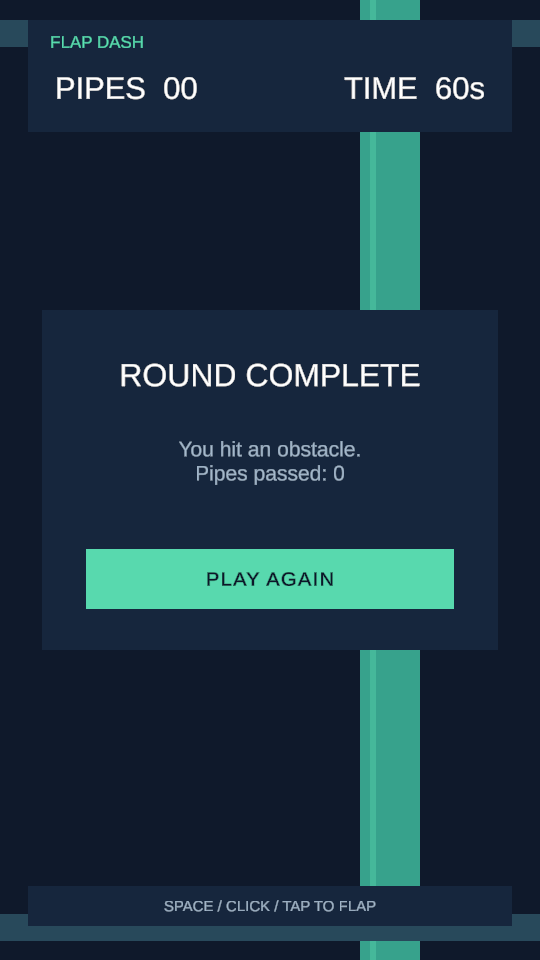 FLAP DASH
PIPES 00 TIME 60s
ROUND COMPLETE
You hit an obstacle.
Pipes passed: 0
PLAY AGAIN
SPACE / CLICK / TAP TO FLAP